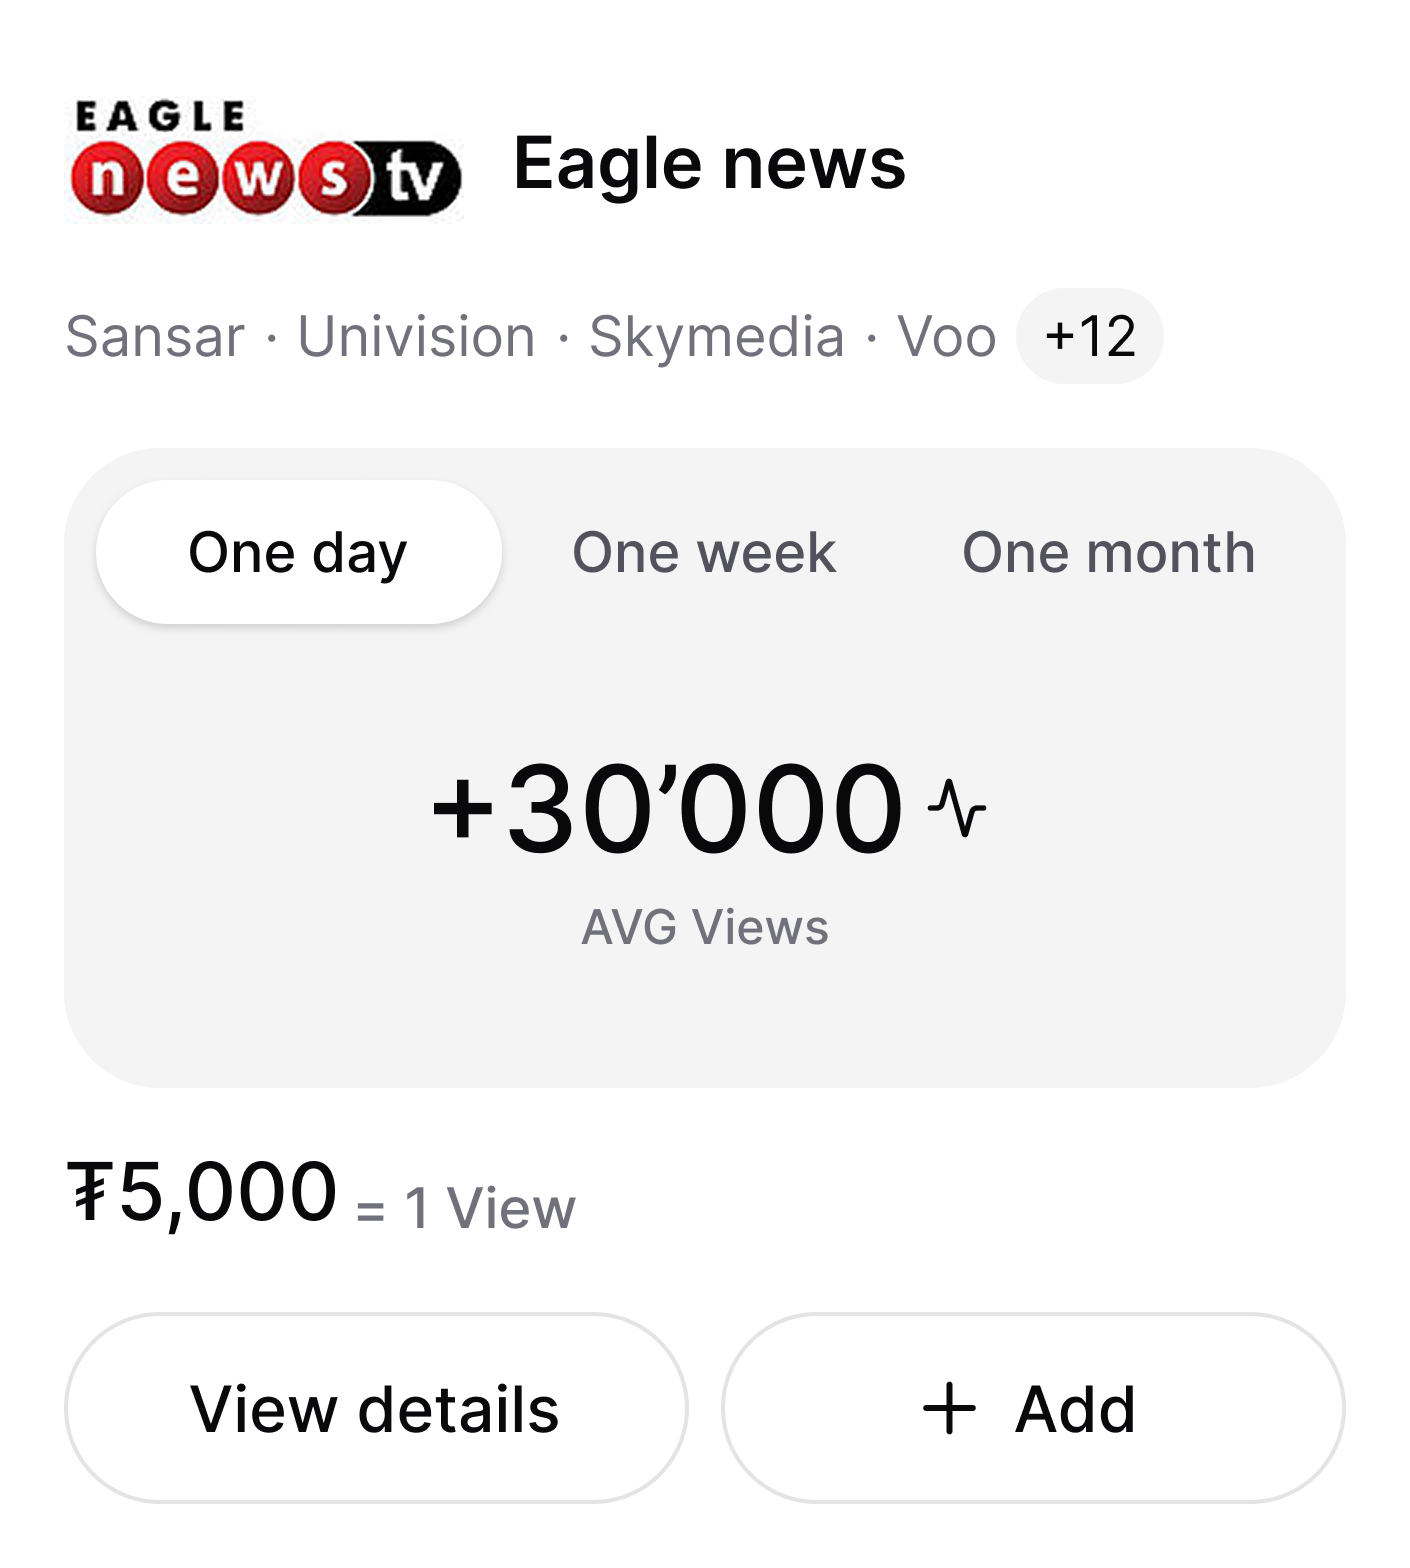 EAGLE
news tv
Eagle news
Sansar · Univision · Skymedia · Voo +12
One day One week One month
+30’000
AVG Views
₮5,000 = 1 View
View details + Add